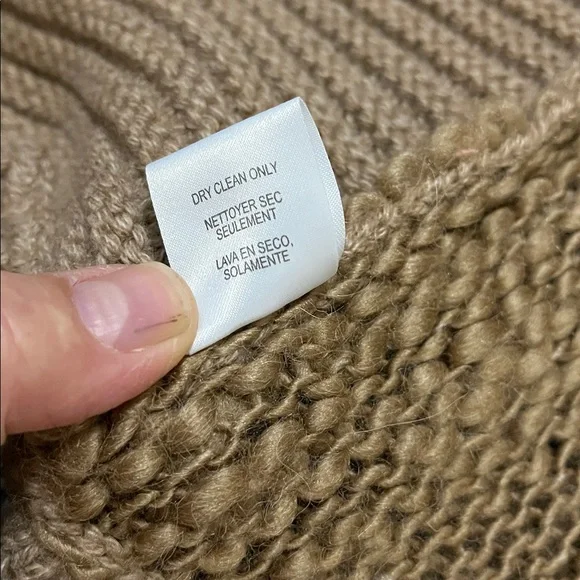 DRY CLEAN ONLY
NETTOYER SEC
SEULEMENT
LAVA EN SECO,
SOLAMENTE